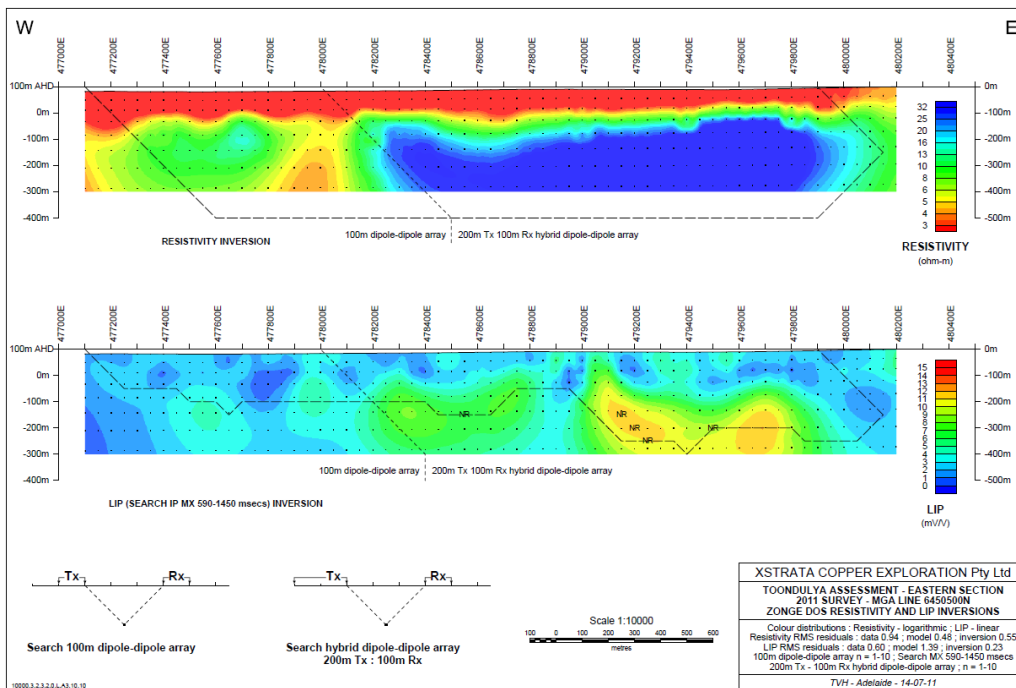 W
E
477000E 477200E 477400E 477600E 477800E 478000E 478200E 478400E 478600E 478800E 479000E 479200E 479400E 479600E 479800E 480000E 480200E 480400E
100m AHD
0m
-100m
-200m
-300m
-400m
-0m
-100m
-200m
-300m
-400m
-500m
32
25
20
16
13
10
8
6
5
4
3
RESISTIVITY
(ohm-m)
RESISTIVITY INVERSION
100m dipole-dipole array
200m Tx 100m Rx hybrid dipole-dipole array
477000E 477200E 477400E 477600E 477800E 478000E 478200E 478400E 478600E 478800E 479000E 479200E 479400E 479600E 479800E 480000E 480200E 480400E
100m AHD
0m
-100m
-200m
-300m
-400m
NR
NR
NR
NR
NR
-0m
-100m
-200m
-300m
-400m
-500m
15
14
13
12
11
10
9
8
7
6
5
4
3
2
1
0
LIP
(mV/V)
100m dipole-dipole array
200m Tx 100m Rx hybrid dipole-dipole array
LIP (SEARCH IP MX 590-1450 msecs) INVERSION
Tx Rx
Search 100m dipole-dipole array
Tx Rx
Search hybrid dipole-dipole array
200m Tx : 100m Rx
Scale 1:10000
100 0 100 200 300 400 500 600
metres
XSTRATA COPPER EXPLORATION Pty Ltd
TOONDULYA ASSESSMENT - EASTERN SECTION
2011 SURVEY - MGA LINE 6450500N
ZONGE DOS RESISTIVITY AND LIP INVERSIONS
Colour distributions : Resistivity - logarithmic ; LIP - linear
Resistivity RMS residuals : data 0.94 ; model 0.48 ; inversion 0.55
LIP RMS residuals : data 0.60 ; model 1.39 ; inversion 0.23
100m dipole-dipole array n = 1-10 ; Search MX 590-1450 msecs
200m Tx - 100m Rx hybrid dipole-dipole array ; n = 1-10
TVH - Adelaide - 14-07-11